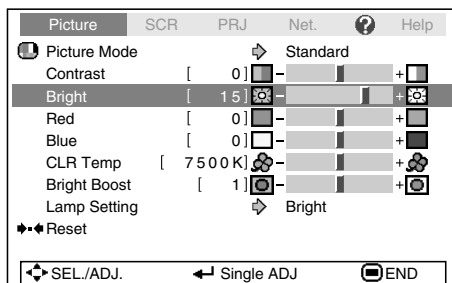 Picture SCR PRJ Net. ? Help
Picture Mode Standard
Contrast [ 0] - +
Bright [ 15] - +
Red [ 0] - +
Blue [ 0] - +
CLR Temp [ 7500K] - +
Bright Boost [ 1] - +
Lamp Setting Bright
Reset
SEL./ADJ. Single ADJ END